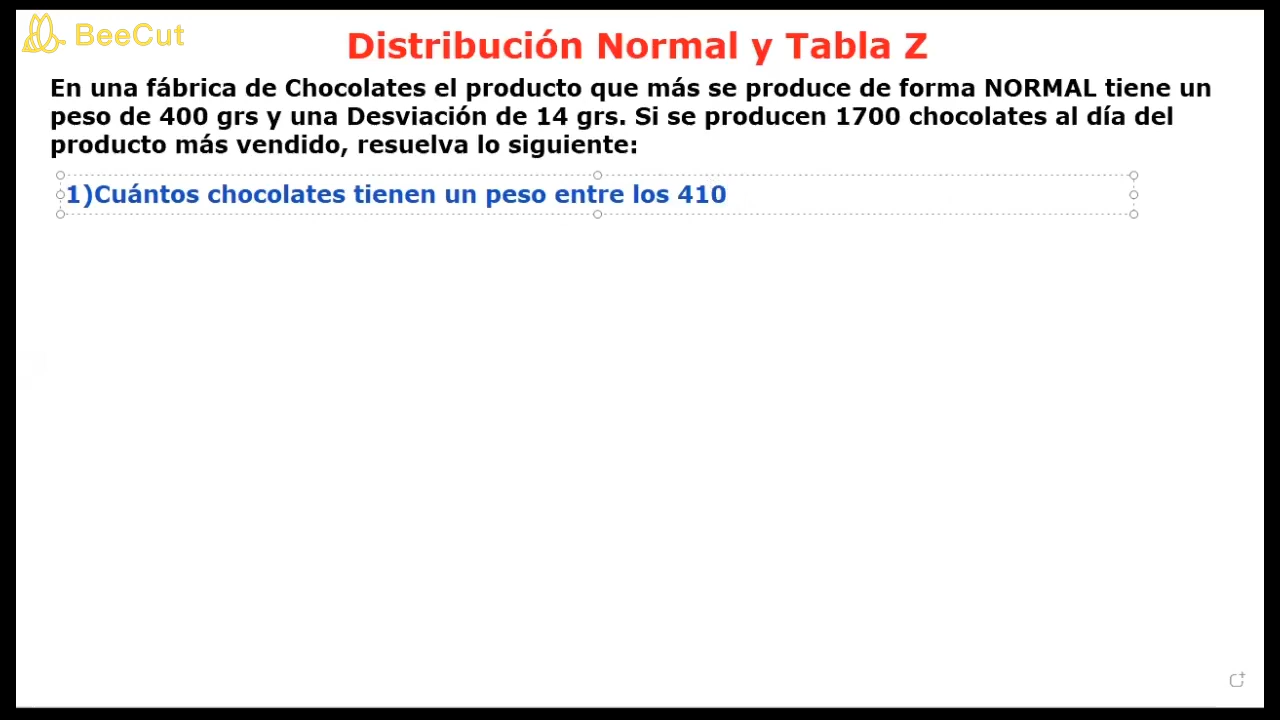 BeeCut
Distribución Normal y Tabla Z
En una fábrica de Chocolates el producto que más se produce de forma NORMAL tiene un
peso de 400 grs y una Desviación de 14 grs. Si se producen 1700 chocolates al día del
producto más vendido, resuelva lo siguiente:
1)Cuántos chocolates tienen un peso entre los 410